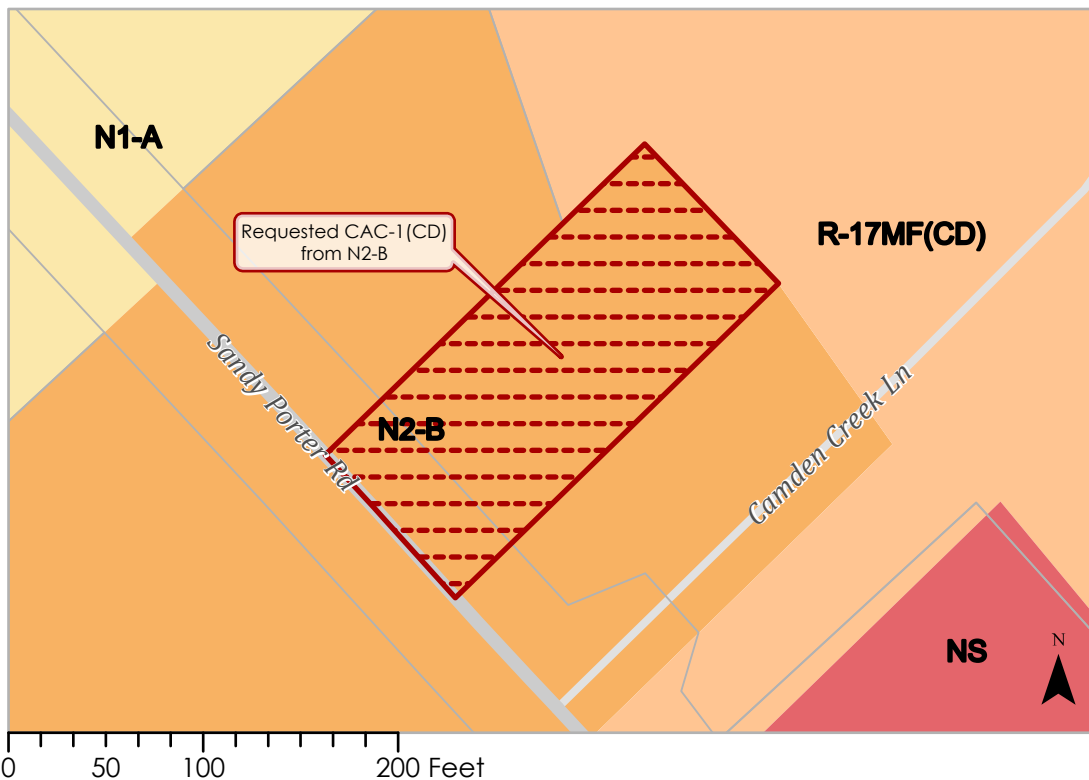 N1-A
Requested CAC-1(CD)
from N2-B
R-17MF(CD)
Sandy Porter Rd
N2-B
Camden Creek Ln
NS
N
0 50 100 200 Feet